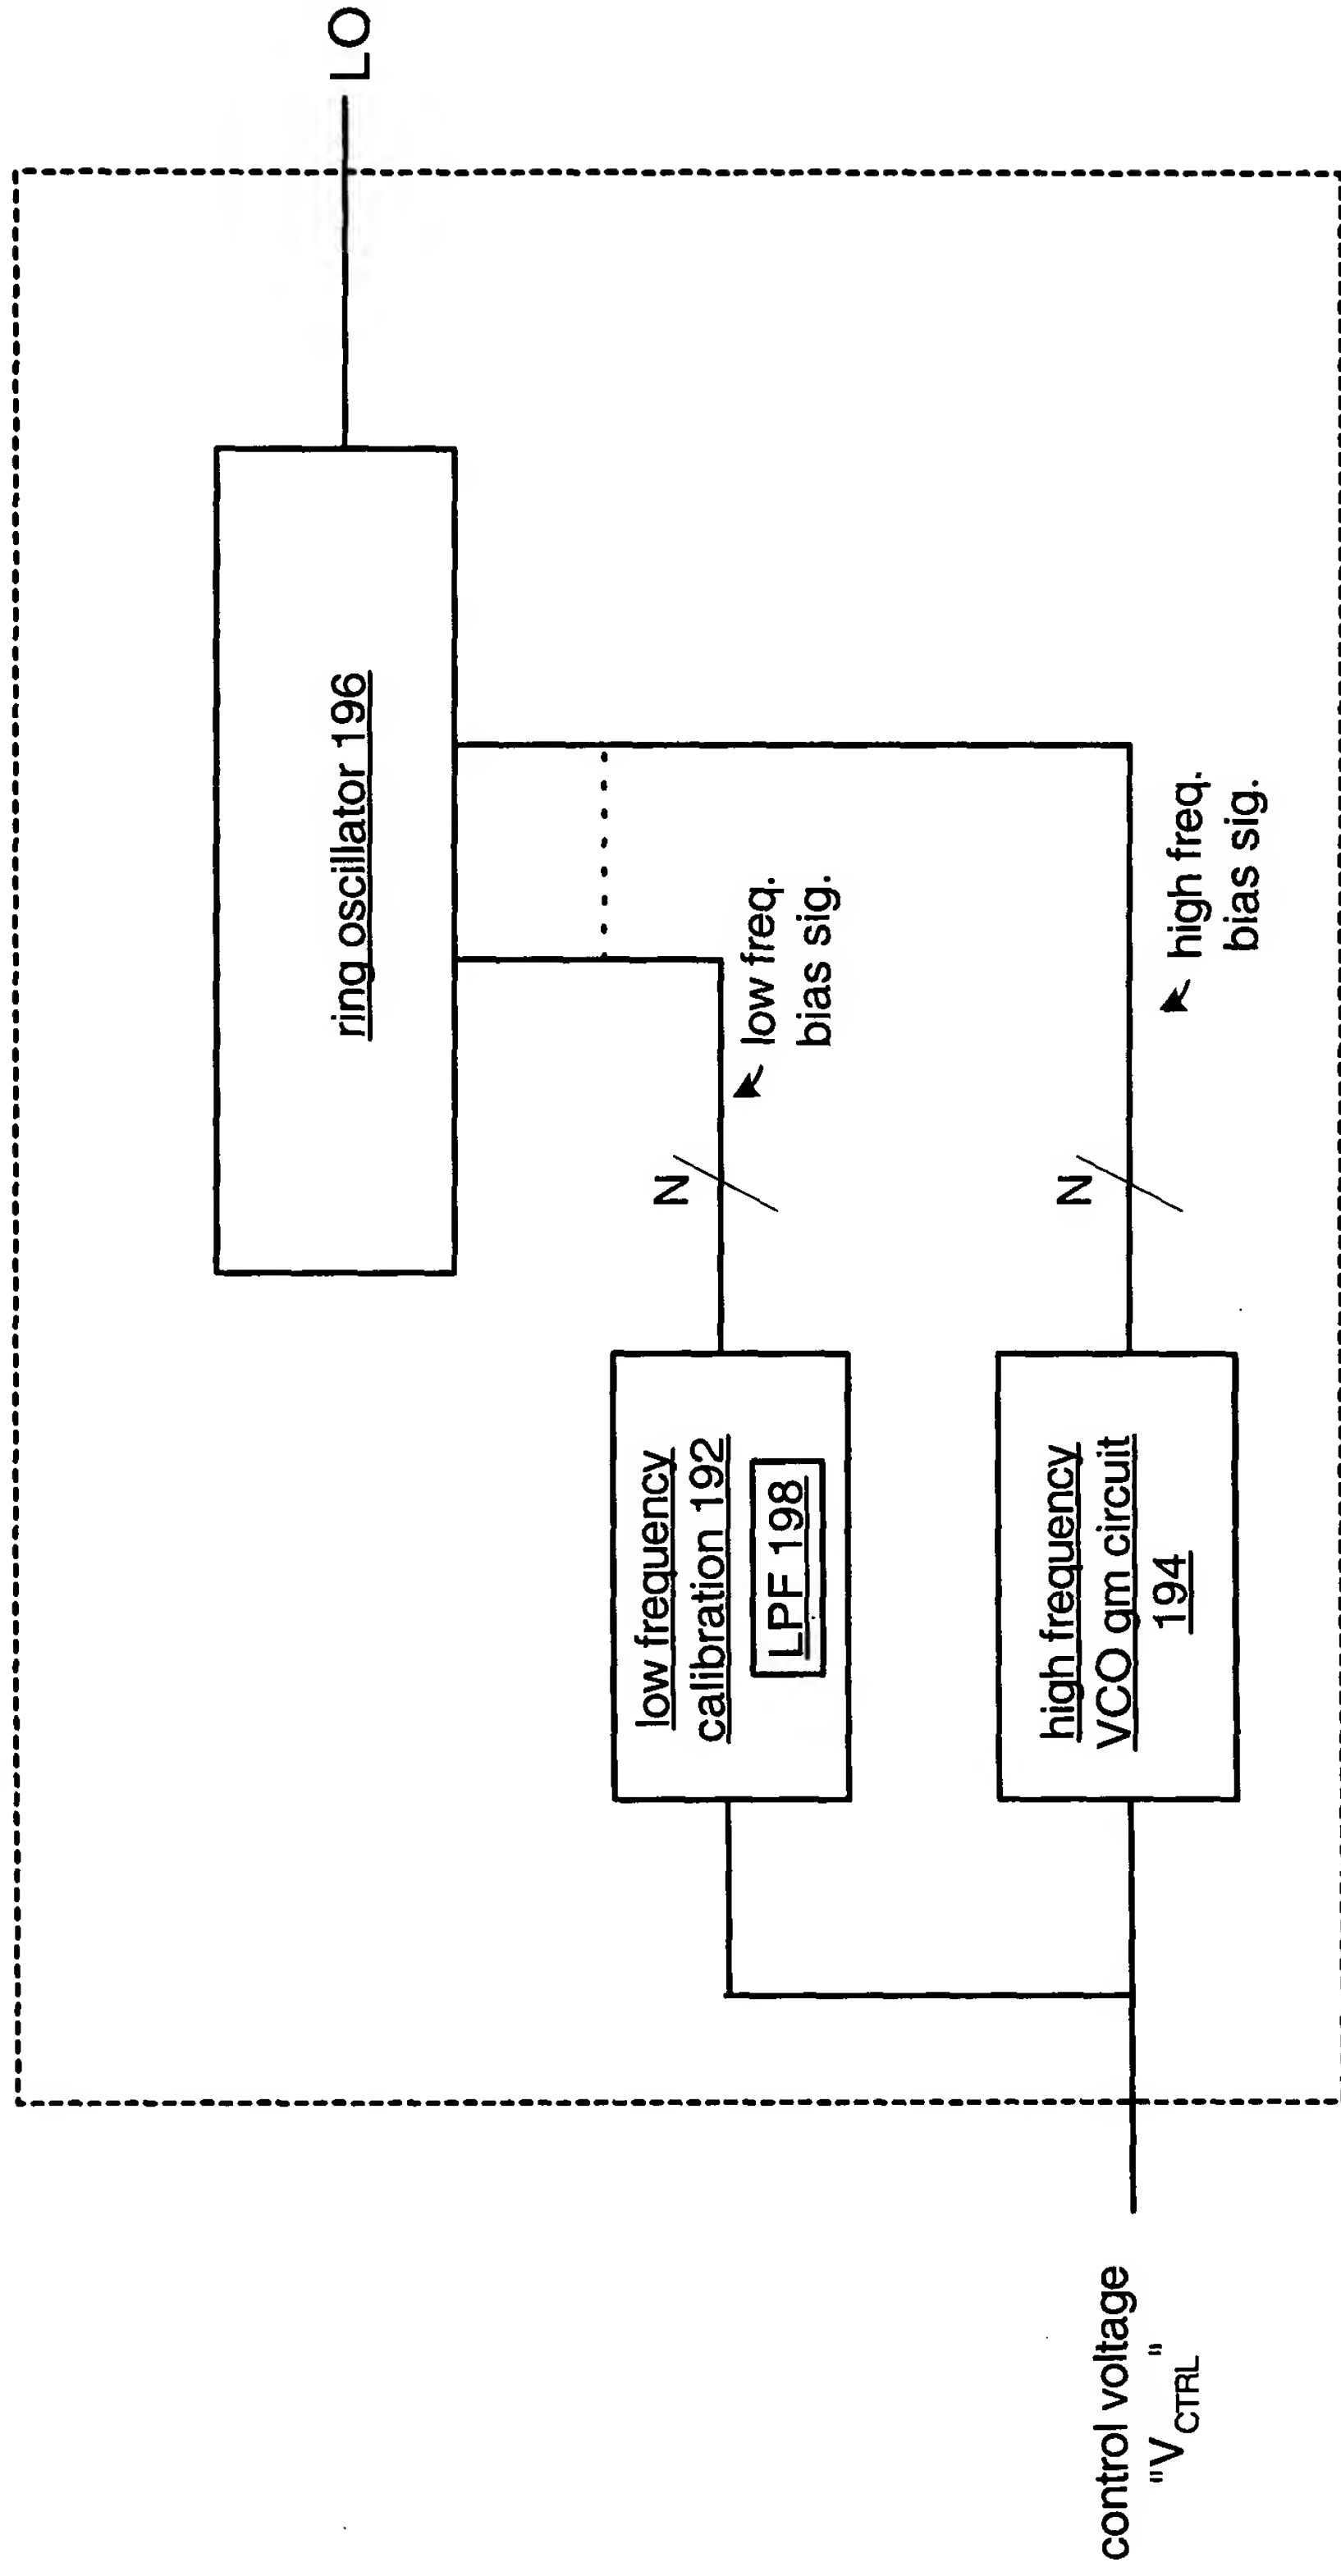 LO
ring oscillator 196
low freq.
bias sig.
high freq.
bias sig.
N
N
low frequency
calibration 192
LPF 198
high frequency
VCO gm circuit
194
control voltage
"V_CTRL"